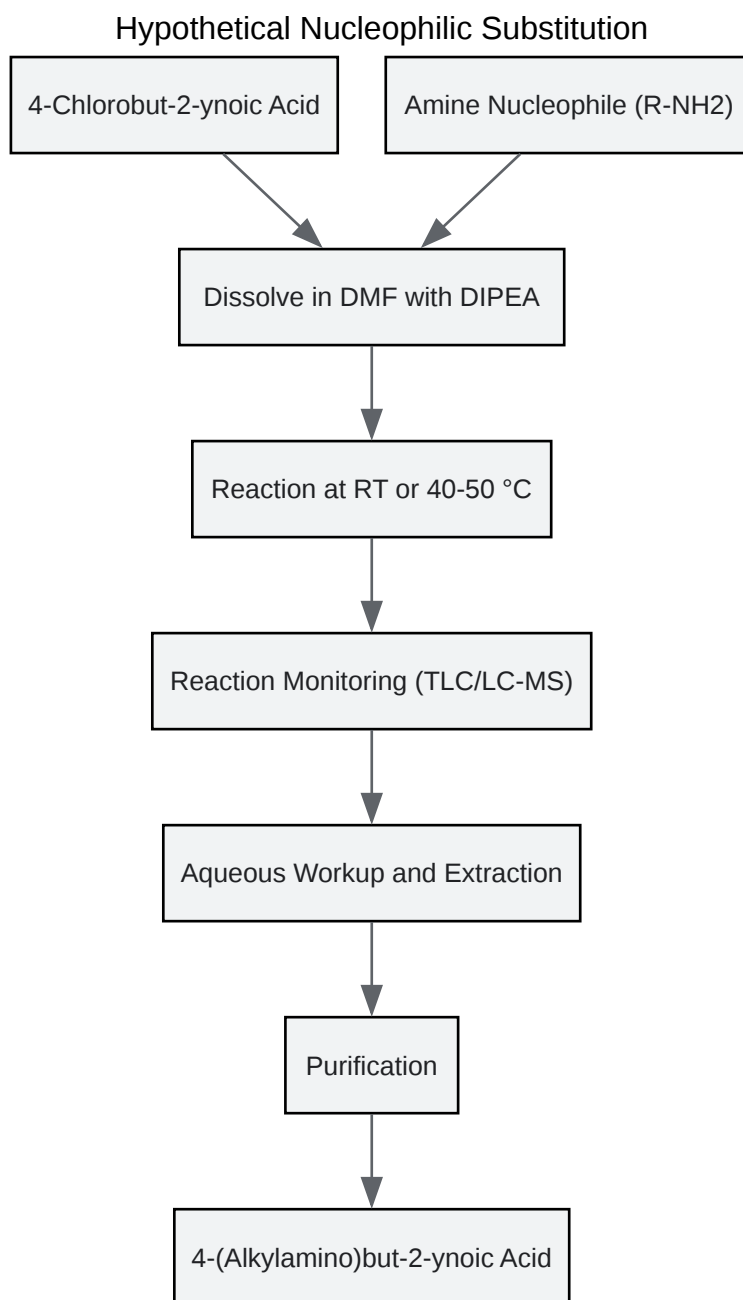 Hypothetical Nucleophilic Substitution
4-Chlorobut-2-ynoic Acid
Amine Nucleophile (R-NH2)
Dissolve in DMF with DIPEA
Reaction at RT or 40-50 °C
Reaction Monitoring (TLC/LC-MS)
Aqueous Workup and Extraction
Purification
4-(Alkylamino)but-2-ynoic Acid